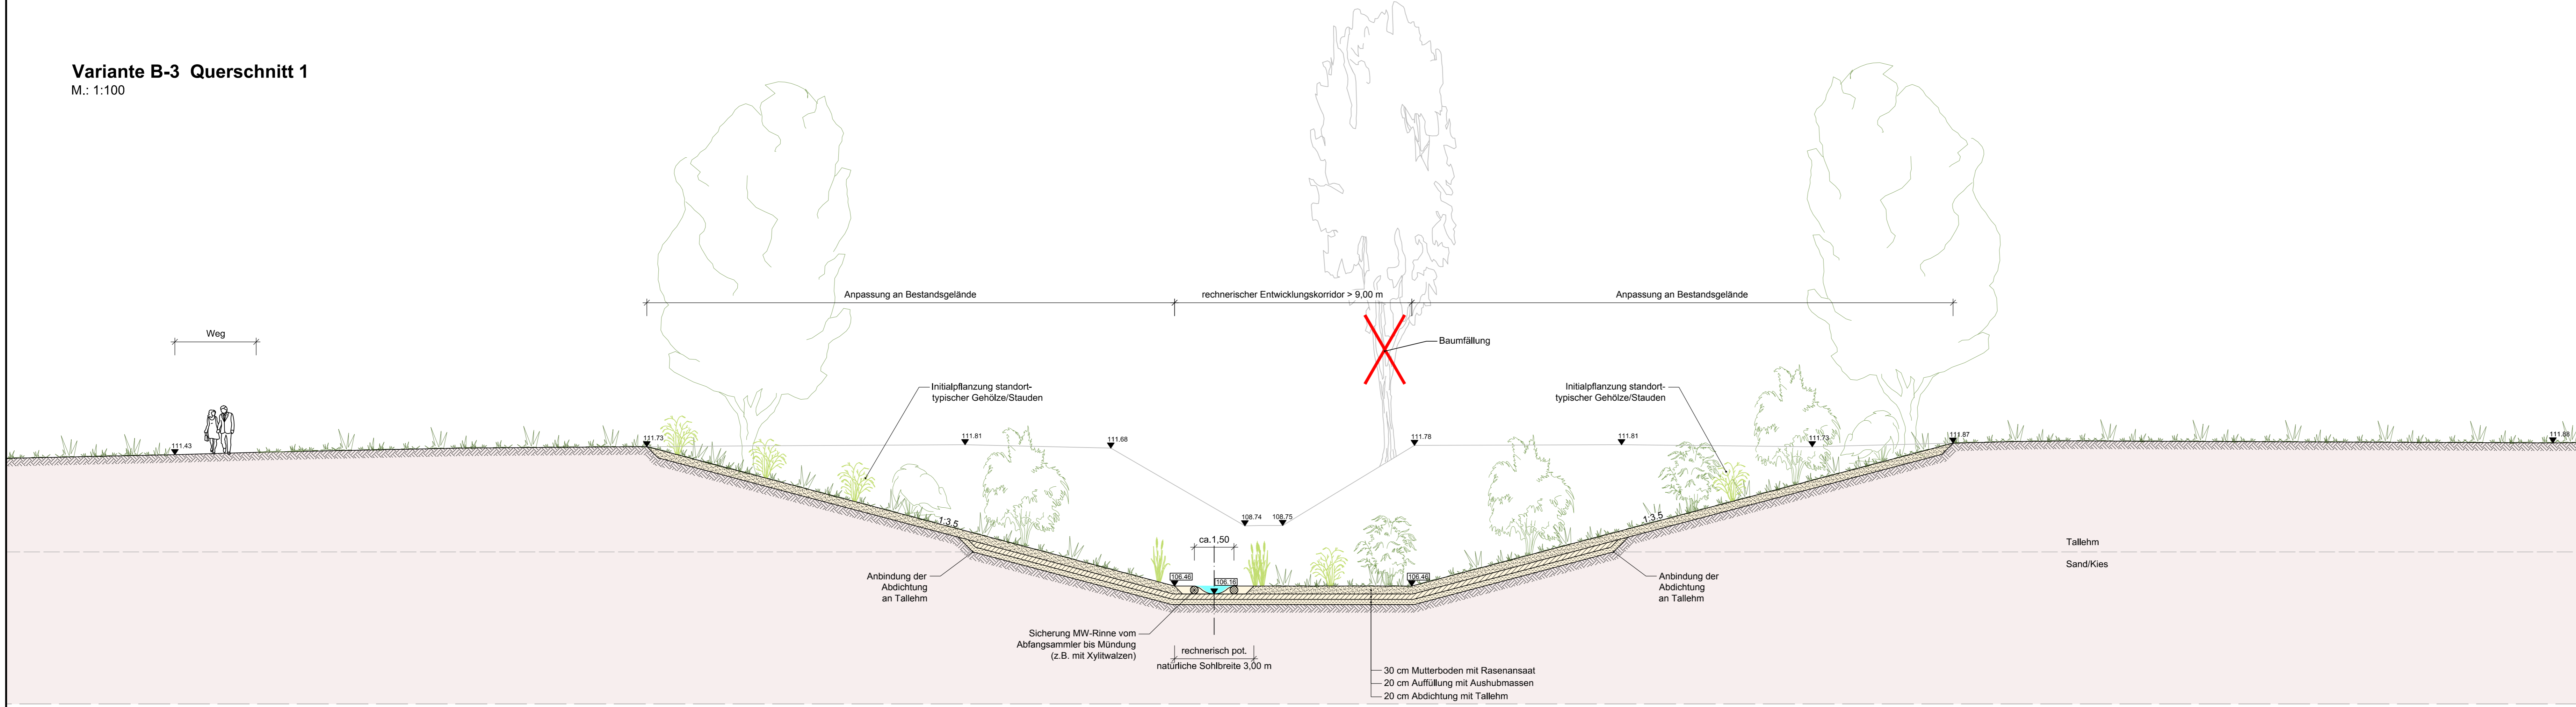 Variante B-3 Querschnitt 1
M.: 1:100
Anpassung an Bestandsgelände
rechnerischer Entwicklungskorridor > 9,00 m
Anpassung an Bestandsgelände
Weg
Baumfällung
Initialpflanzung standort-
typischer Gehölze/Stauden
Initialpflanzung standort-
typischer Gehölze/Stauden
111.43
111.73
111.81
111.68
111.78
111.81
111.73
111.87
111.88
108.74
108.75
1:3.5
1:3.5
ca.1,50
Tallehm
Sand/Kies
106.46
106.16
106.46
Anbindung der
Abdichtung
an Tallehm
Anbindung der
Abdichtung
an Tallehm
Sicherung MW-Rinne vom
Abfangsammler bis Mündung
(z.B. mit Xylitwalzen)
rechnerisch pot.
natürliche Sohlbreite 3,00 m
30 cm Mutterboden mit Rasenansaat
20 cm Auffüllung mit Aushubmassen
20 cm Abdichtung mit Tallehm